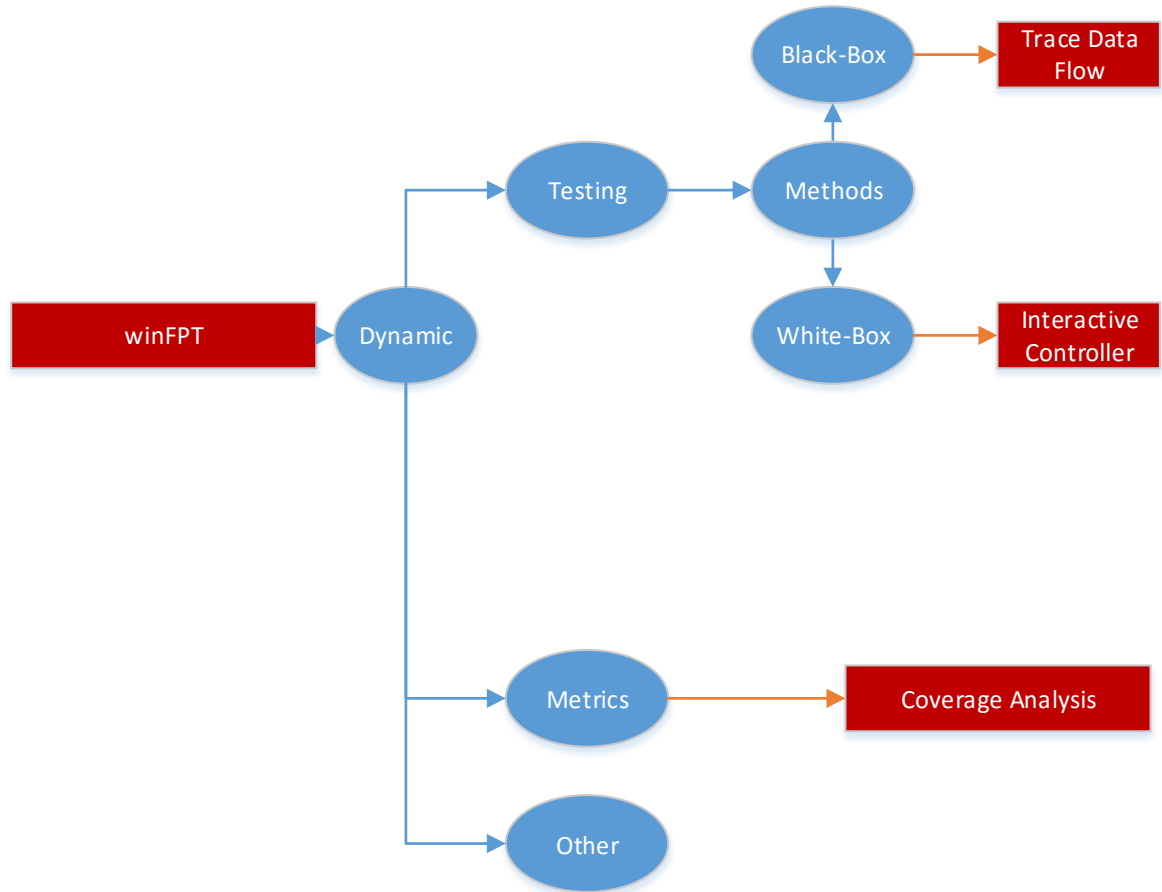 Black-Box
Trace Data
Flow
Testing
Methods
winFPT
Dynamic
White-Box
Interactive
Controller
Metrics
Coverage Analysis
Other